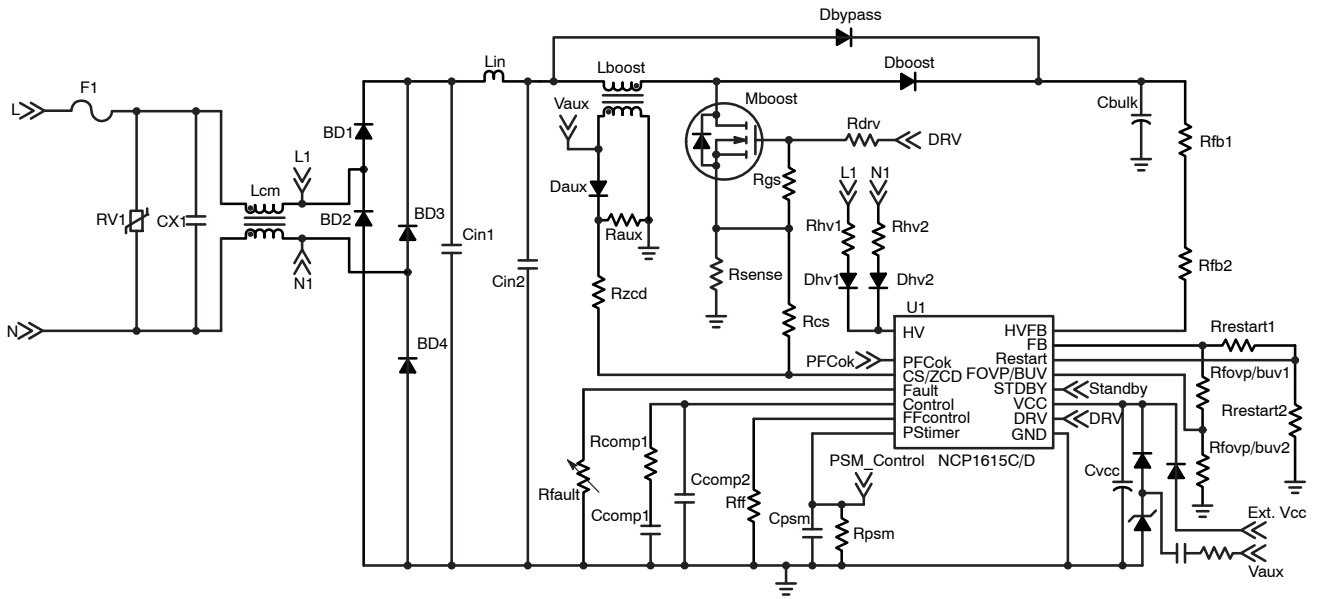 Dbypass
Lin
Lboost
Dboost
F1
L
Vaux
Mboost
Cbulk
BD1
Rdrv
DRV
Rfb1
L1
Lcm
Rgs
L1
N1
Daux
RV1
CX1
BD2
BD3
Raux
Rhv1
Rhv2
Cin1
Cin2
Rsense
Dhv1
Dhv2
Rfb2
N1
Rzcd
U1
N
Rcs
HV
HVFB
Rrestart1
FB
BD4
PFCok
PFCok
Restart
CS/ZCD
FOVP/BUV
Rfovp/buv1
Fault
STDBY
Standby
Control
VCC
FFcontrol
DRV
DRV
Rrestart2
PStimer
GND
Rcomp1
Rfovp/buv2
PSM_Control
NCP1615C/D
Ccomp2
Cvcc
Rfault
Rff
Ccomp1
Cpsm
Rpsm
Ext. Vcc
Vaux